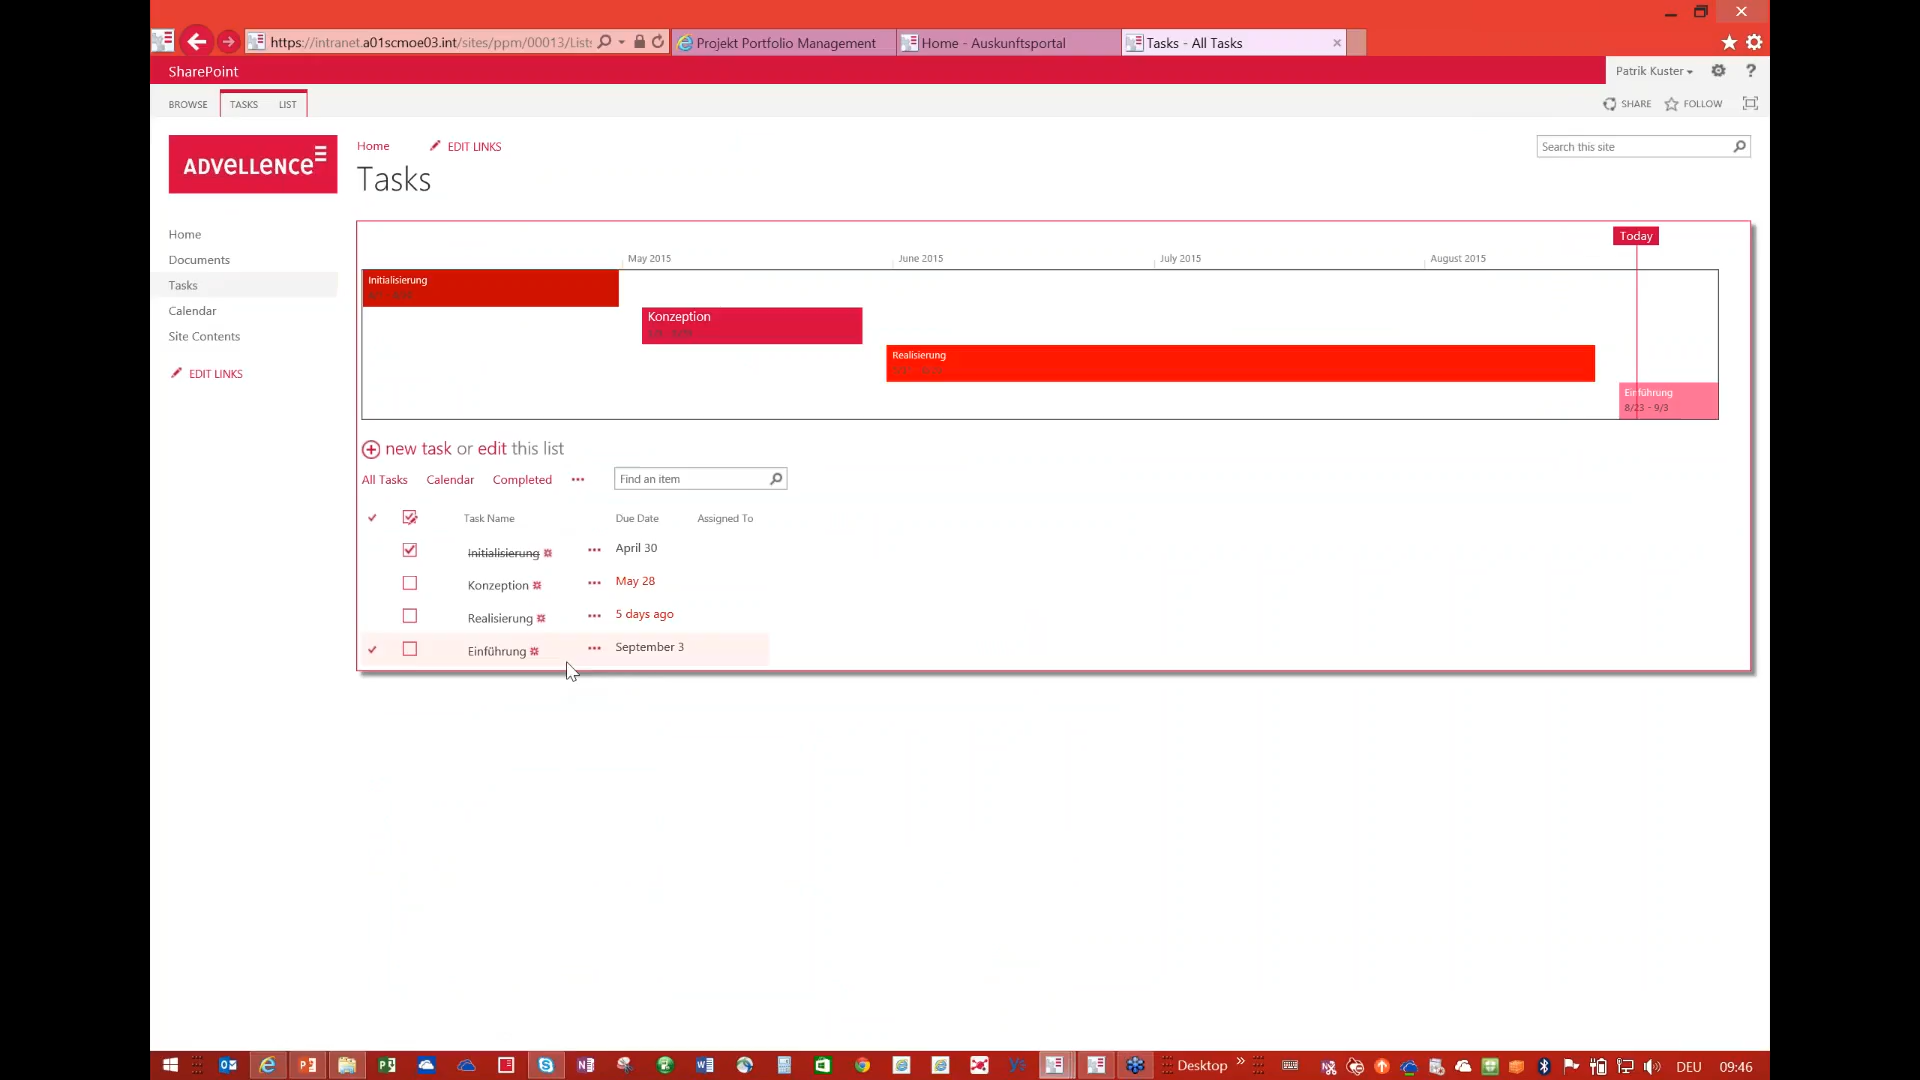 https://intranet.a01scmoe03.int/sites/ppm/00013/List:
Projekt Portfolio Management
Home - Auskunftsportal
Tasks - All Tasks
SharePoint
Patrik Kuster
?
BROWSE
TASKS
LIST
SHARE
FOLLOW
ADVELLENCE
Home
EDIT LINKS
Search this site
Tasks
Home
Documents
Tasks
Calendar
Site Contents
EDIT LINKS
Today
May 2015
June 2015
July 2015
August 2015
Initialisierung
Konzeption
Realisierung
Einführung
8/23 - 9/3
new task or edit this list
All Tasks
Calendar
Completed
Find an item
Task Name
Due Date
Assigned To
Initialisierung
April 30
Konzeption
May 28
Realisierung
5 days ago
Einführung
September 3
Desktop
DEU
09:46